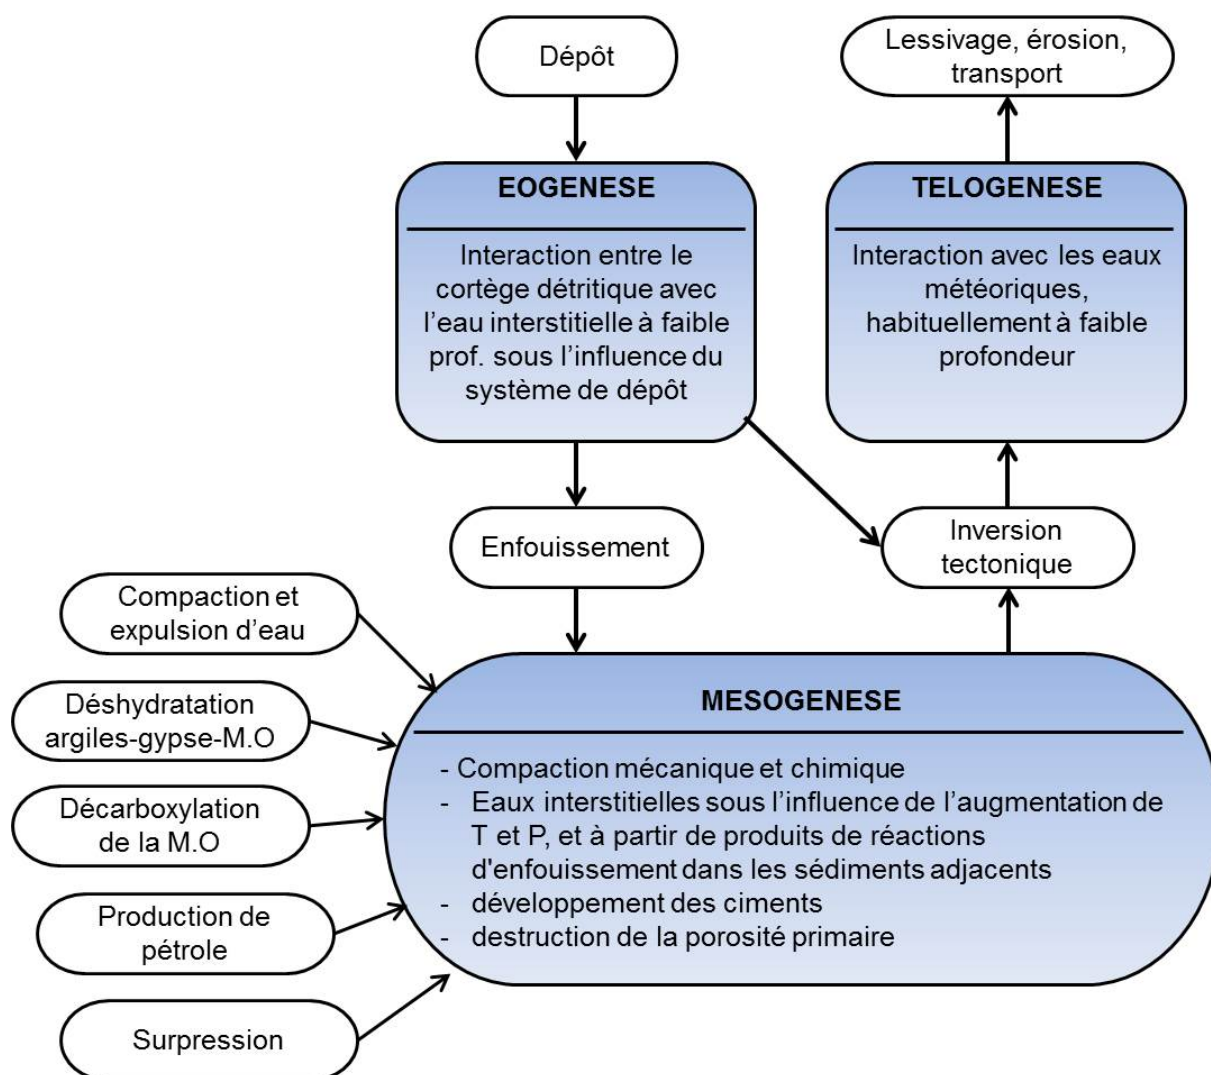 Dépôt
Lessivage, érosion,
transport
EOGENESE
Interaction entre le
cortège détritique avec
l’eau interstitielle à faible
prof. sous l’influence du
système de dépôt
TELOGENESE
Interaction avec les eaux
météoriques,
habituellement à faible
profondeur
Enfouissement
Inversion
tectonique
Compaction et
expulsion d’eau
Déshydratation
argiles-gypse-M.O
Décarboxylation
de la M.O
Production de
pétrole
Surpression
MESOGENESE
- Compaction mécanique et chimique
- Eaux interstitielles sous l’influence de l’augmentation de
T et P, et à partir de produits de réactions
d'enfouissement dans les sédiments adjacents
- développement des ciments
- destruction de la porosité primaire